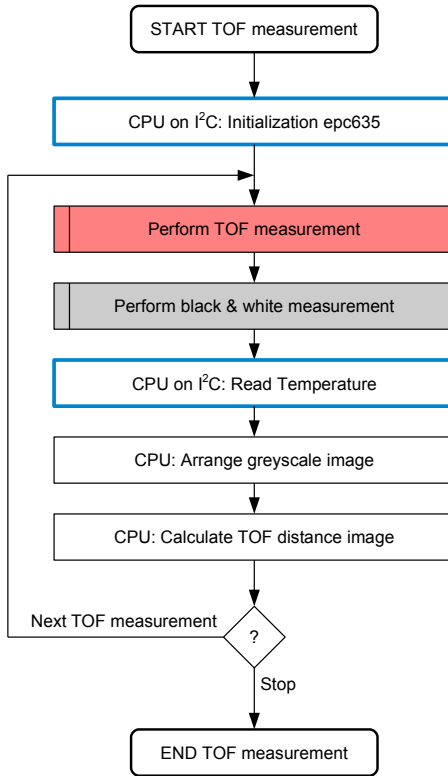 START TOF measurement
CPU on I²C: Initialization epc635
Perform TOF measurement
Perform black & white measurement
CPU on I²C: Read Temperature
CPU: Arrange greyscale image
CPU: Calculate TOF distance image
Next TOF measurement
?
Stop
END TOF measurement